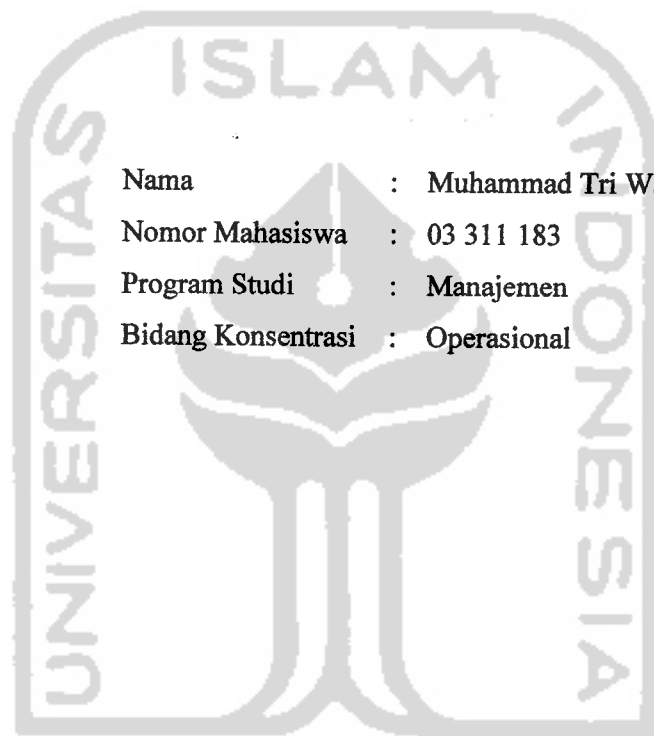 ISLAM
UNIVERSITAS
INDONESIA
Nama : Muhammad Tri W
Nomor Mahasiswa : 03 311 183
Program Studi : Manajemen
Bidang Konsentrasi : Operasional